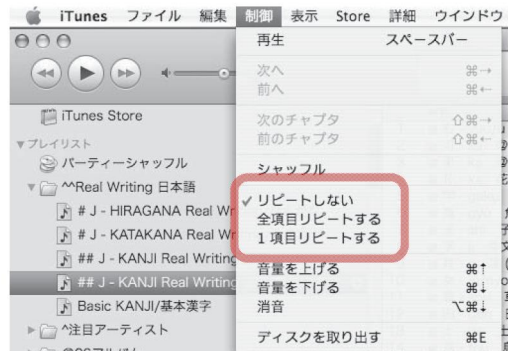 iTunes ファイル 編集 制御 表示 Store 詳細 ウインドウ
再生 スペースバー
次へ ⌘→
前へ ⌘←
次のチャプタ ⇧⌘→
前のチャプタ ⇧⌘←
シャッフル
✓ リピートしない
全項目リピートする
1 項目リピートする
音量を上げる ⌘↑
音量を下げる ⌘↓
消音 ⌥⌘↓
ディスクを取り出す ⌘E
iTunes Store
▼プレイリスト
パーティーシャッフル
▼ ^^Real Writing 日本語
# J - HIRAGANA Real Wr
# J - KATAKANA Real Wr
## J - KANJI Real Writing
## J - KANJI Real Writing
Basic KANJI/基本漢字
▶ ^注目アーティスト